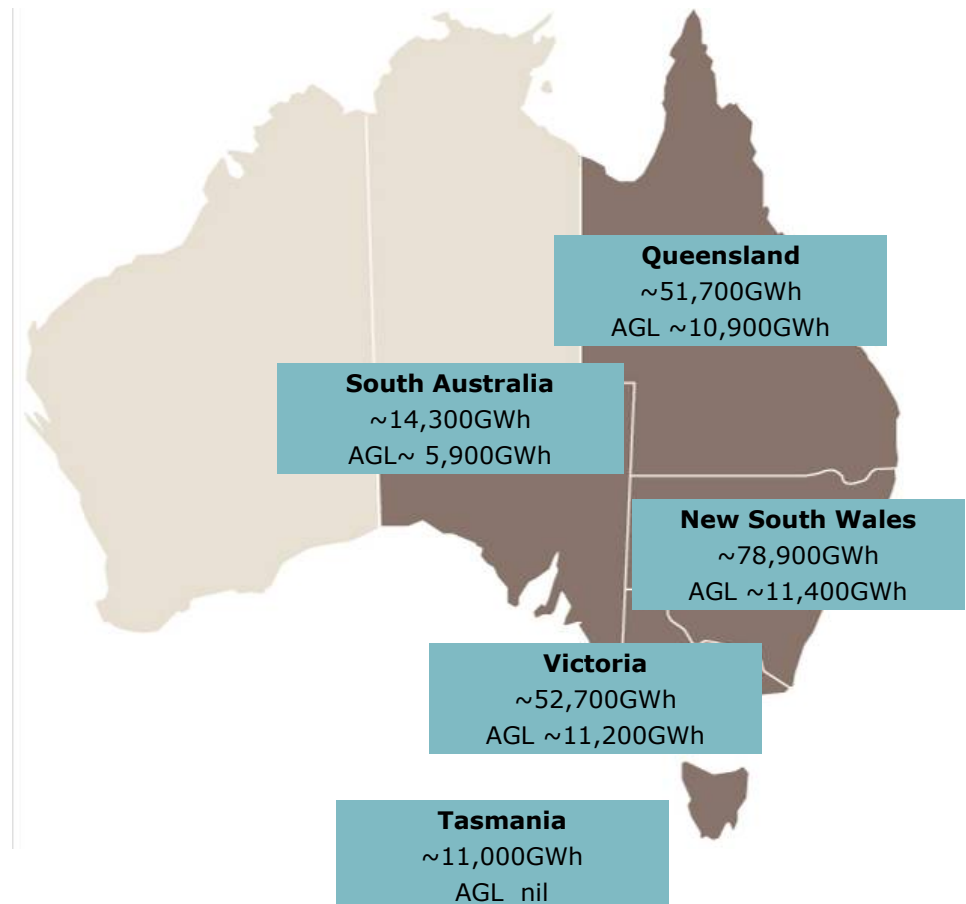 Queensland
~51,700GWh
AGL ~10,900GWh
South Australia
~14,300GWh
AGL~ 5,900GWh
New South Wales
~78,900GWh
AGL ~11,400GWh
Victoria
~52,700GWh
AGL ~11,200GWh
Tasmania
~11,000GWh
AGL  nil